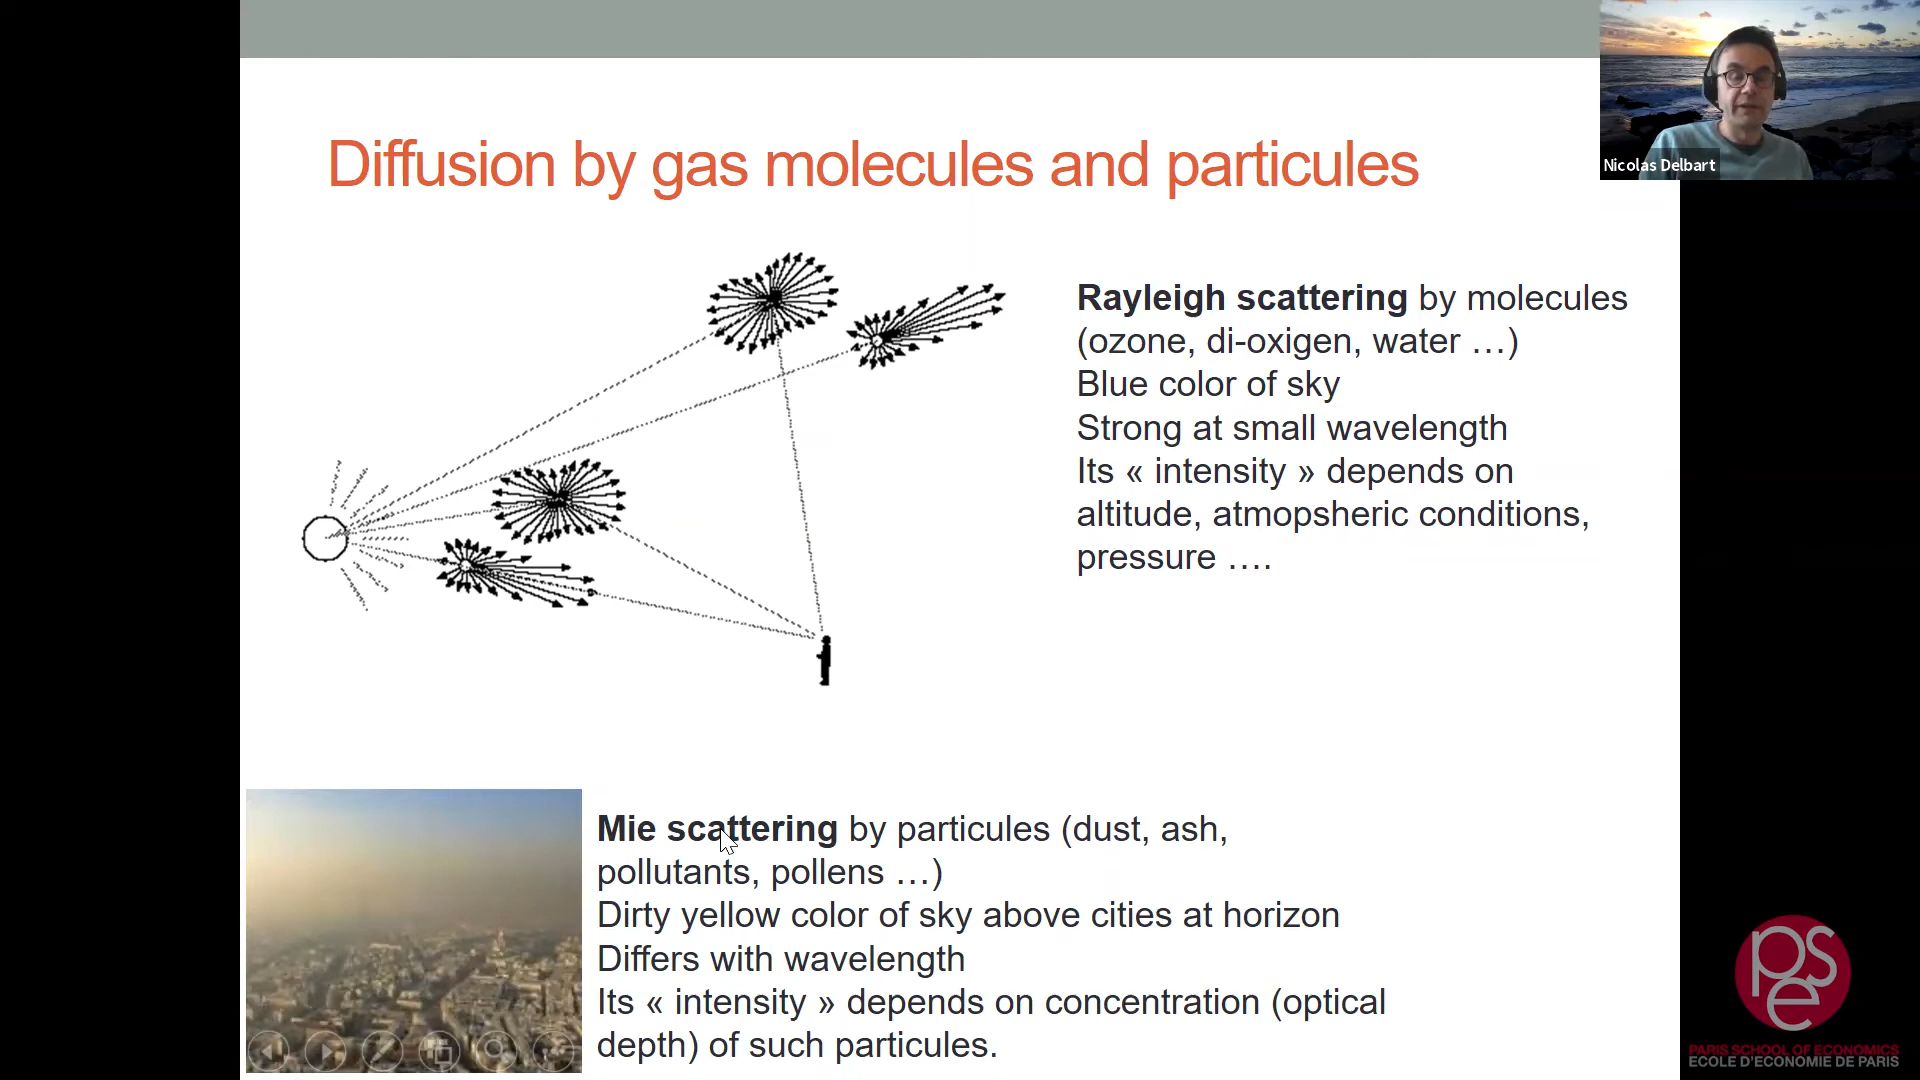 Diffusion by gas molecules and particules
Nicolas Delbart
Rayleigh scattering by molecules
(ozone, di-oxigen, water …)
Blue color of sky
Strong at small wavelength
Its « intensity » depends on
altitude, atmopsheric conditions,
pressure ….
Mie scattering by particules (dust, ash,
pollutants, pollens …)
Dirty yellow color of sky above cities at horizon
Differs with wavelength
Its « intensity » depends on concentration (optical
depth) of such particules.
pse
PARIS SCHOOL OF ECONOMICS
ECOLE D'ECONOMIE DE PARIS